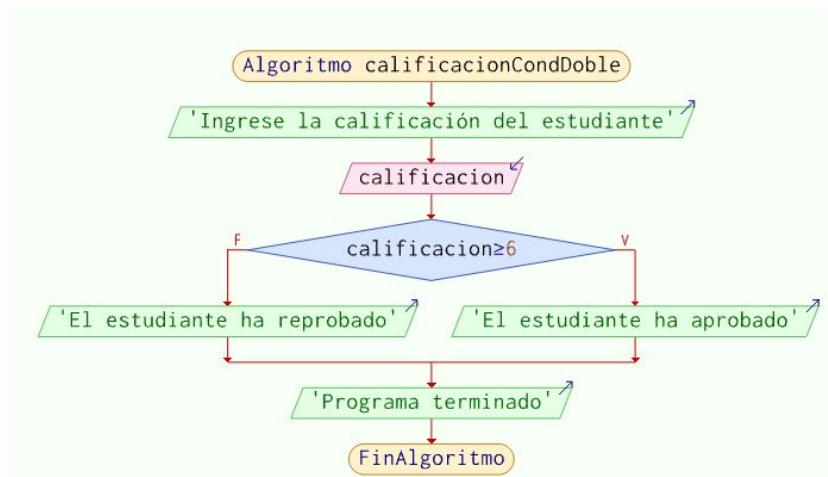 Algoritmo calificacionCondDoble
'Ingrese la calificación del estudiante'
calificacion
calificacion≥6
F
V
'El estudiante ha reprobado'
'El estudiante ha aprobado'
'Programa terminado'
FinAlgoritmo